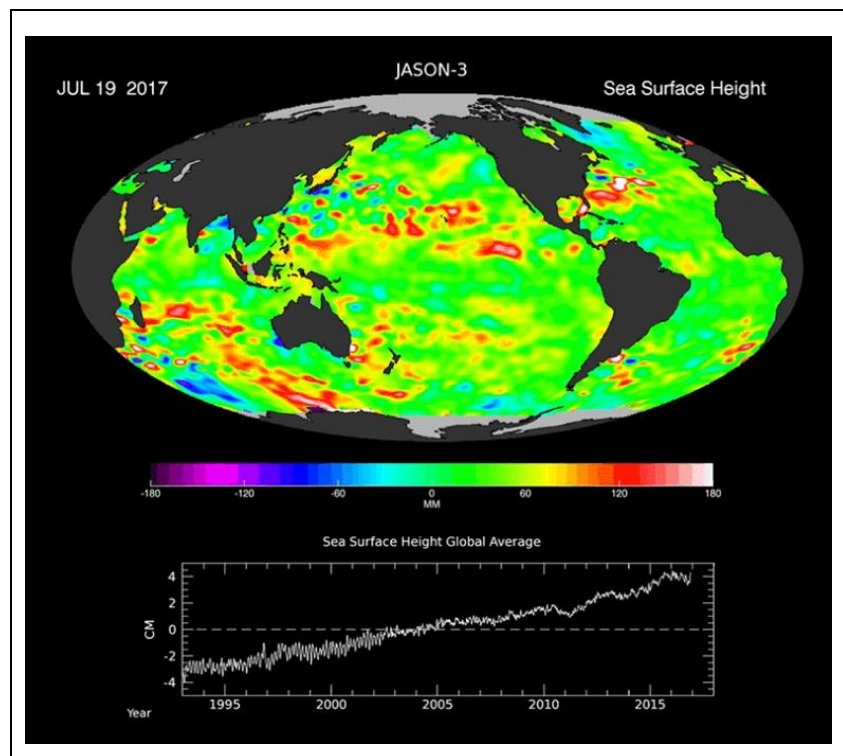 JASON-3
JUL 19 2017
Sea Surface Height
-180 -120 -60 0 60 120 180
MM
Sea Surface Height Global Average
4
2
0
-2
-4
CM
1995 2000 2005 2010 2015
Year